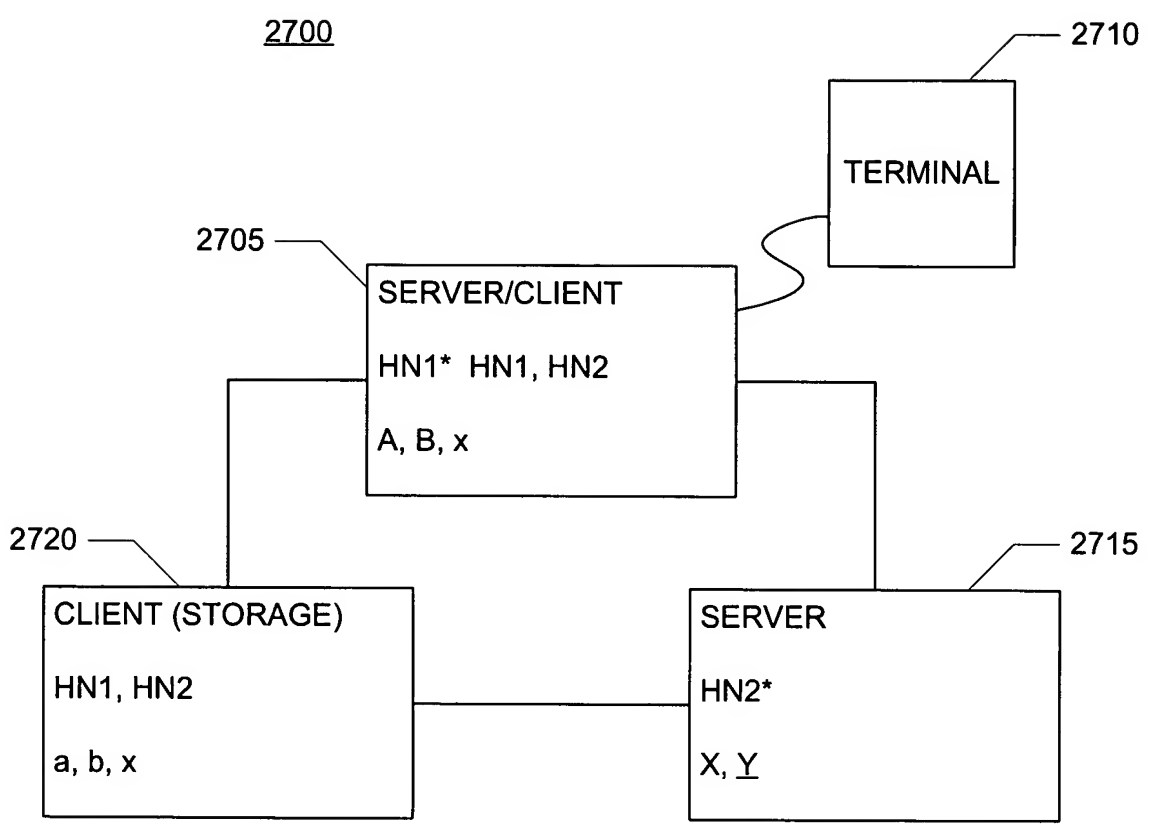 2700
2710
TERMINAL
2705
SERVER/CLIENT
HN1* HN1, HN2
A, B, x
2720
CLIENT (STORAGE)
HN1, HN2
a, b, x
2715
SERVER
HN2*
X, Y